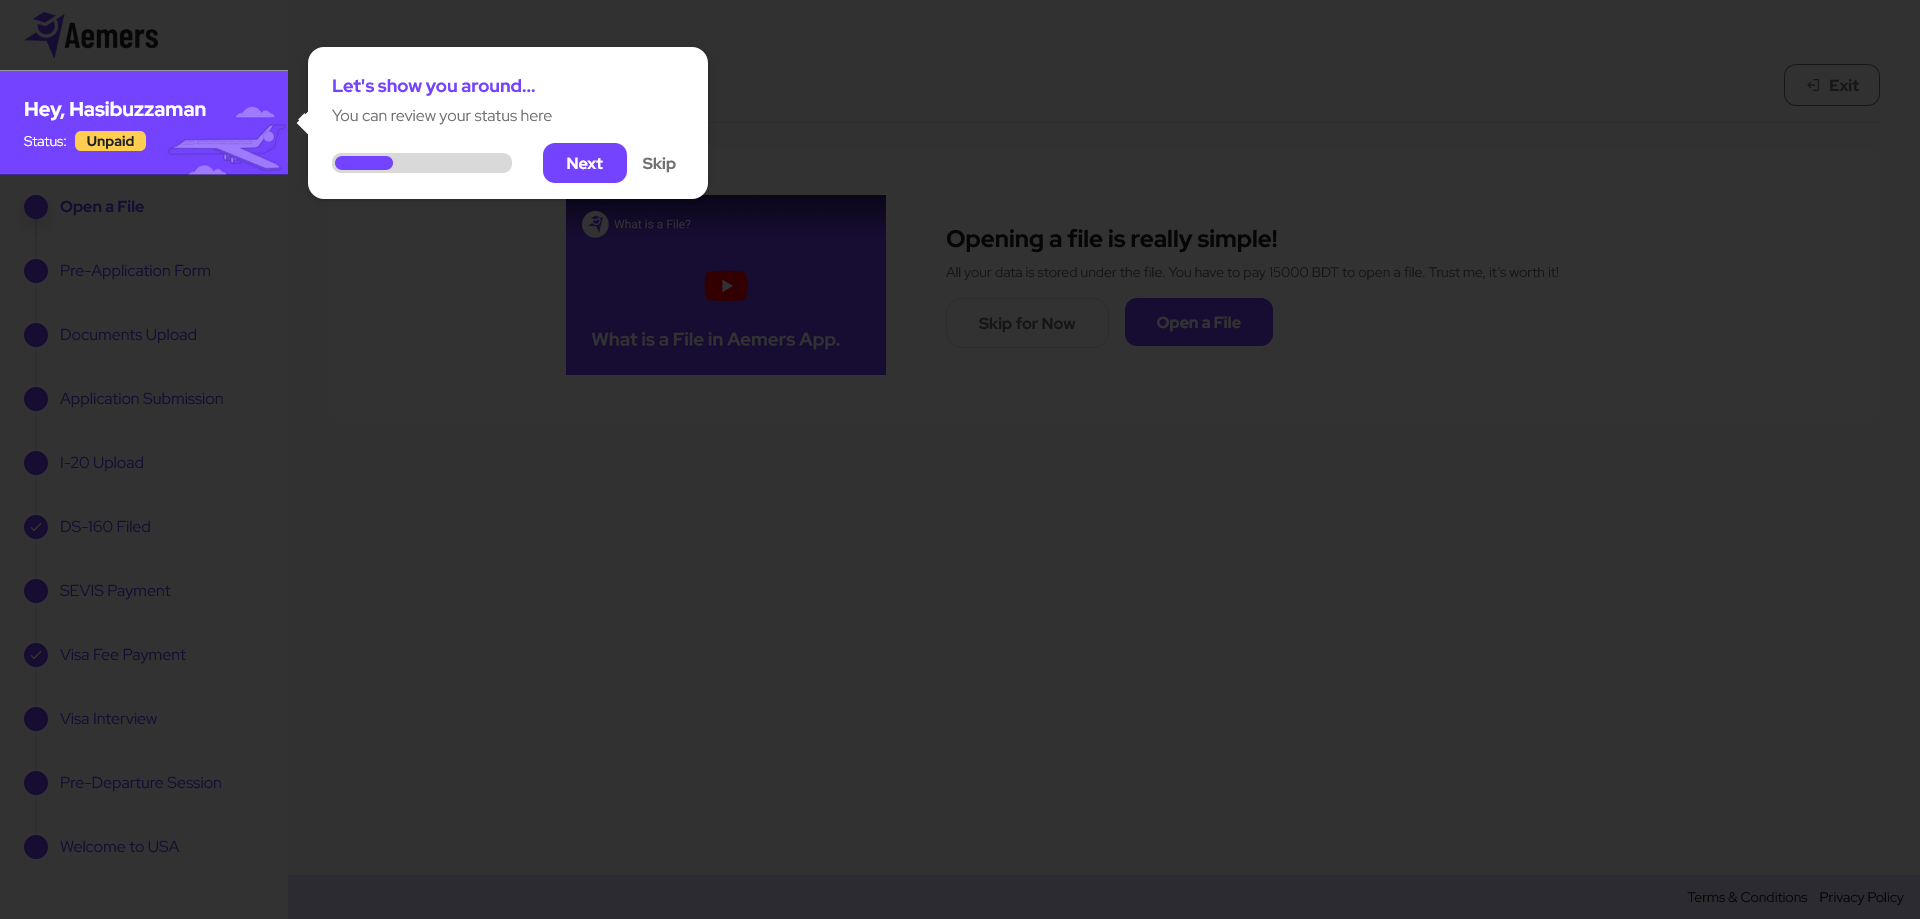 Aemers
Hey, Hasibuzzaman
Status: Unpaid
Open a File
Pre-Application Form
Documents Upload
Application Submission
I-20 Upload
DS-160 Filed
SEVIS Payment
Visa Fee Payment
Visa Interview
Pre-Departure Session
Welcome to USA
Let's show you around...
You can review your status here
Next Skip
Exit
What is a File?
What is a File in Aemers App.
Opening a file is really simple!
All your data is stored under the file. You have to pay 15000 BDT to open a file. Trust me, it's worth it!
Skip for Now Open a File
Terms & Conditions Privacy Policy